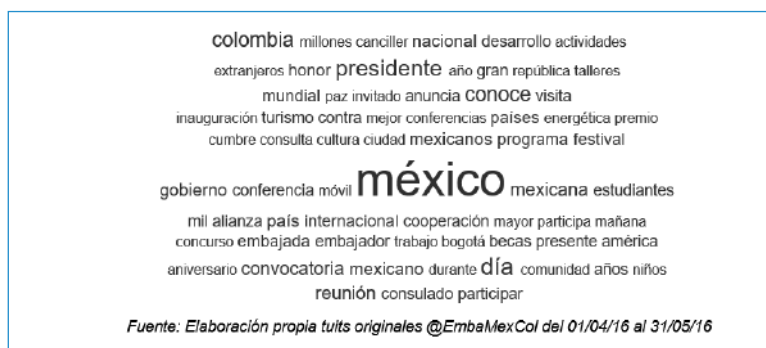 colombia millones canciller nacional desarrollo actividades
extranjeros honor presidente año gran república talleres
mundial paz invitado anuncia conoce visita
inauguración turismo contra mejor conferencias países energética premio
cumbre consulta cultura ciudad mexicanos programa festival
gobierno conferencia móvil méxico mexicana estudiantes
mil alianza país internacional cooperación mayor participa mañana
concurso embajada embajador trabajo bogotá becas presente américa
aniversario convocatoria mexicano durante día comunidad años niños
reunión consulado participar
Fuente: Elaboración propia tuits originales @EmbaMexCol del 01/04/16 al 31/05/16